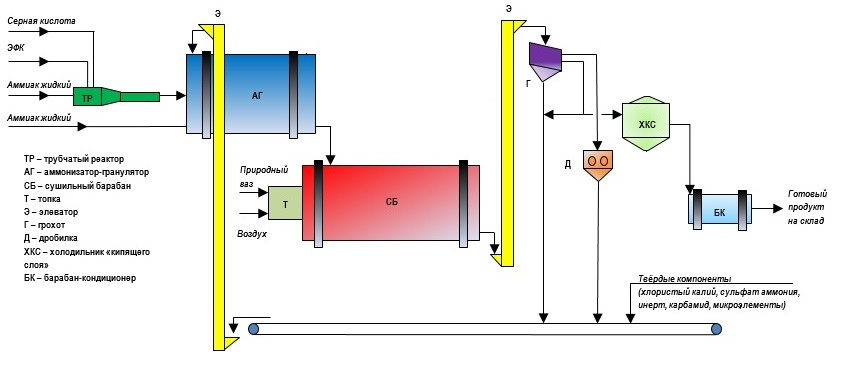 Серная кислота
ЭФК
Аммиак жидкий
Аммиак жидкий
ТР
Э
АГ
ТР – трубчатый реактор
АГ – аммонизатор-гранулятор
СБ – сушильный барабан
Т – топка
Э – элеватор
Г – грохот
Д – дробилка
ХКС – холодильник «кипящего
слоя»
БК – барабан-кондиционер
Природный
газ
Воздух
Т
СБ
Э
Г
Д
ХКС
БК
Готовый
продукт
на склад
Твёрдые компоненты
(хлористый калий, сульфат аммония,
инерт, карбамид, микроэлементы)